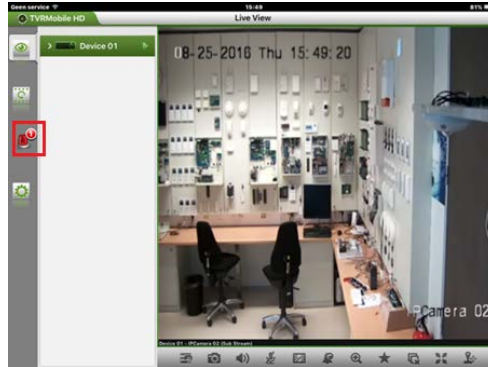 Geen service 15:49 81%
TVRMobile HD Live View
Device 01
08-25-2016 Thu 15:49:20
1
IPCamera 02
Device 01 - IPCamera 02 (Sub Stream)